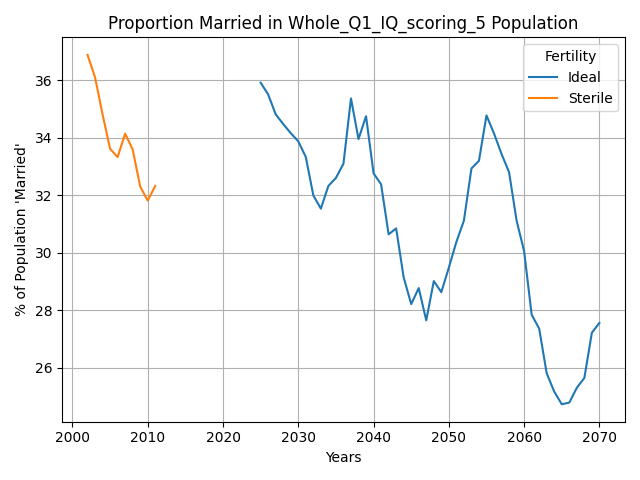 Proportion Married in Whole_Q1_IQ_scoring_5 Population
Fertility
Ideal
Sterile
% of Population 'Married'
36
34
32
30
28
26
2000 2010 2020 2030 2040 2050 2060 2070
Years